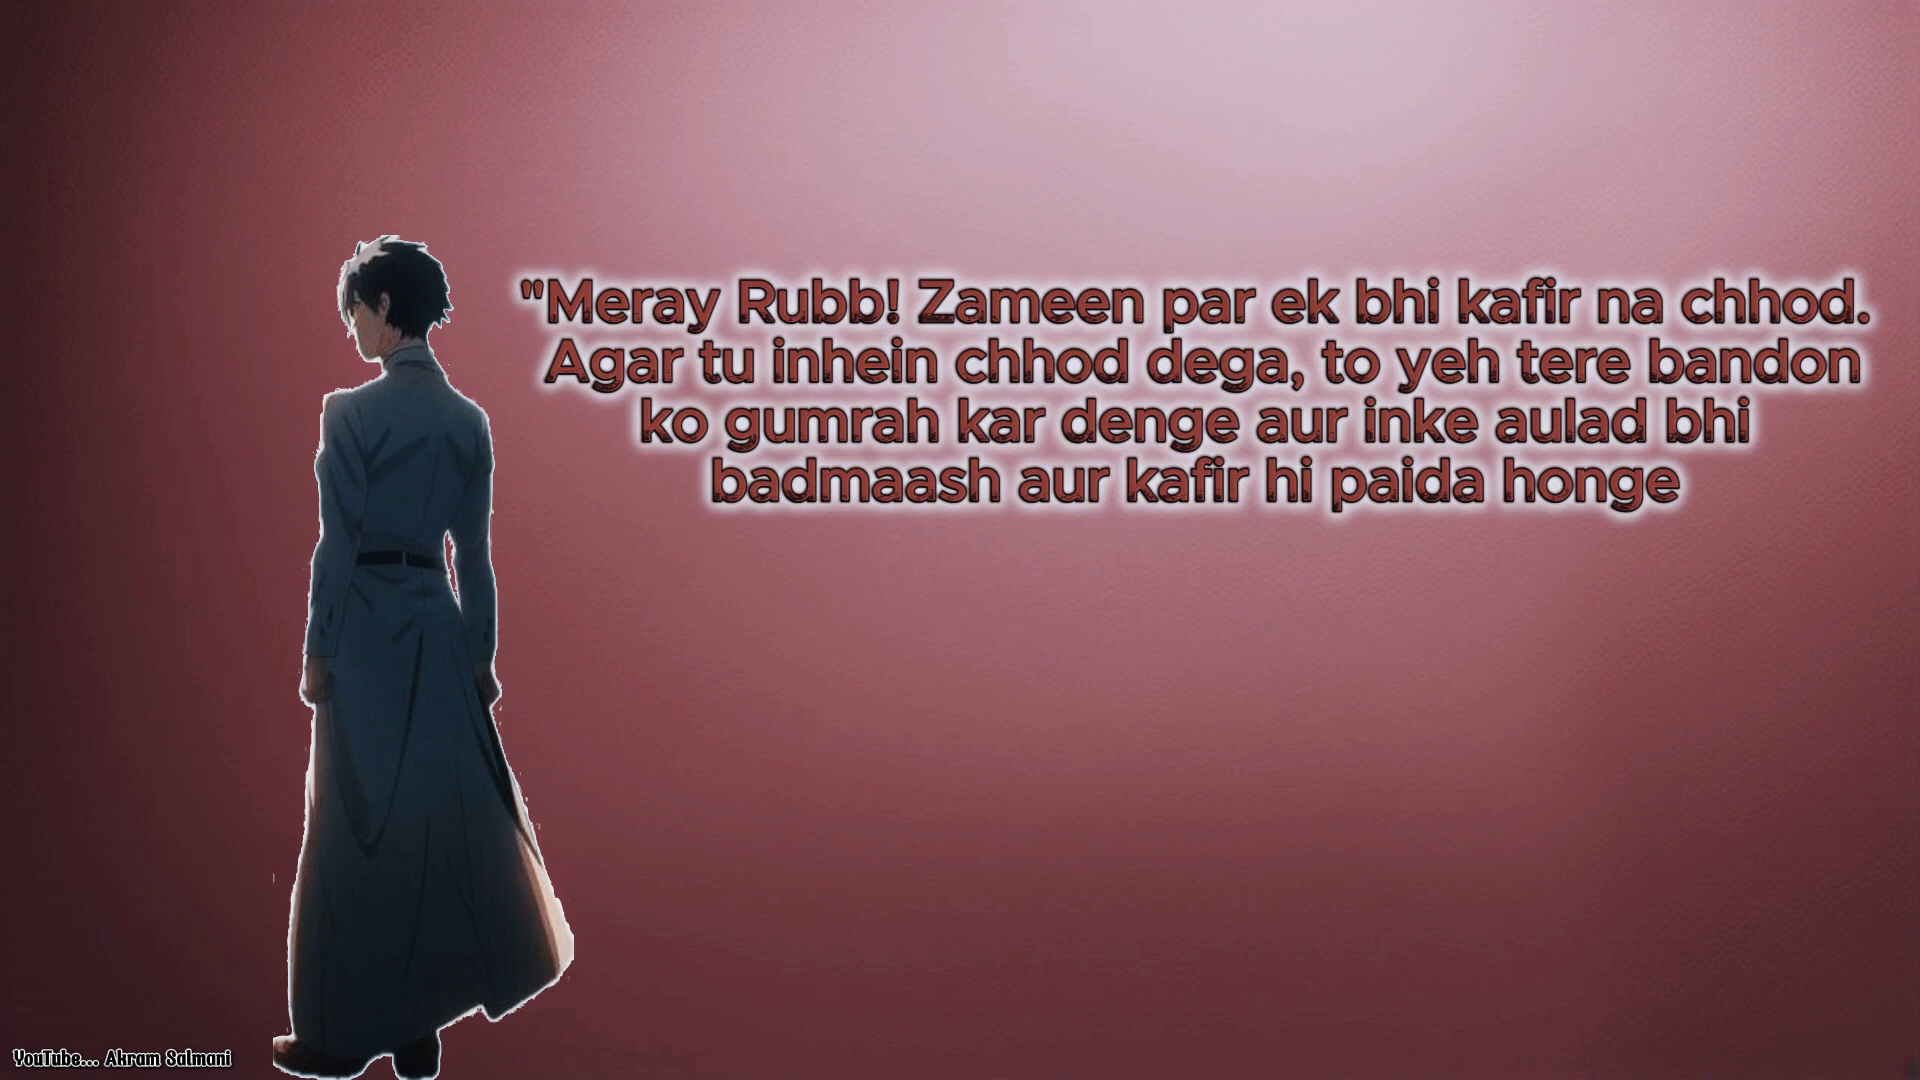 "Meray Rubb! Zameen par ek bhi kafir na chhod.
Agar tu inhein chhod dega, to yeh tere bandon
ko gumrah kar denge aur inke aulad bhi
badmaash aur kafir hi paida honge
YouTube... Akram Salmani